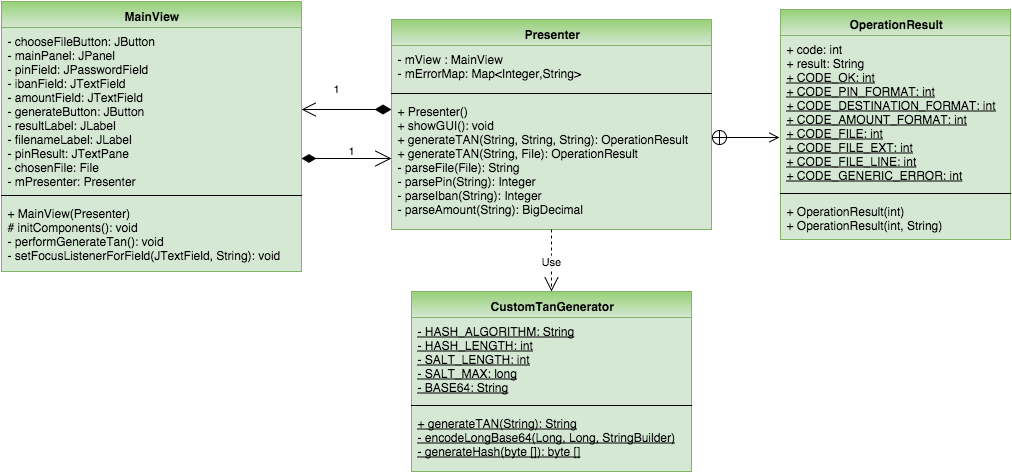 MainView
- chooseFileButton: JButton
- mainPanel: JPanel
- pinField: JPasswordField
- ibanField: JTextField
- amountField: JTextField
- generateButton: JButton
- resultLabel: JLabel
- filenameLabel: JLabel
- pinResult: JTextPane
- chosenFile: File
- mPresenter: Presenter
+ MainView(Presenter)
# initComponents(): void
- performGenerateTan(): void
- setFocusListenerForField(JTextField, String): void
1
1
Presenter
- mView : MainView
- mErrorMap: Map<Integer,String>
+ Presenter()
+ showGUI(): void
+ generateTAN(String, String, String): OperationResult
+ generateTAN(String, File): OperationResult
- parseFile(File): String
- parsePin(String): Integer
- parseIban(String): Integer
- parseAmount(String): BigDecimal
OperationResult
+ code: int
+ result: String
+ CODE_OK: int
+ CODE_PIN_FORMAT: int
+ CODE_DESTINATION_FORMAT: int
+ CODE_AMOUNT_FORMAT: int
+ CODE_FILE: int
+ CODE_FILE_EXT: int
+ CODE_FILE_LINE: int
+ CODE_GENERIC_ERROR: int
+ OperationResult(int)
+ OperationResult(int, String)
Use
CustomTanGenerator
- HASH_ALGORITHM: String
- HASH_LENGTH: int
- SALT_LENGTH: int
- SALT_MAX: long
- BASE64: String
+ generateTAN(String): String
- encodeLongBase64(Long, Long, StringBuilder)
- generateHash(byte []): byte []